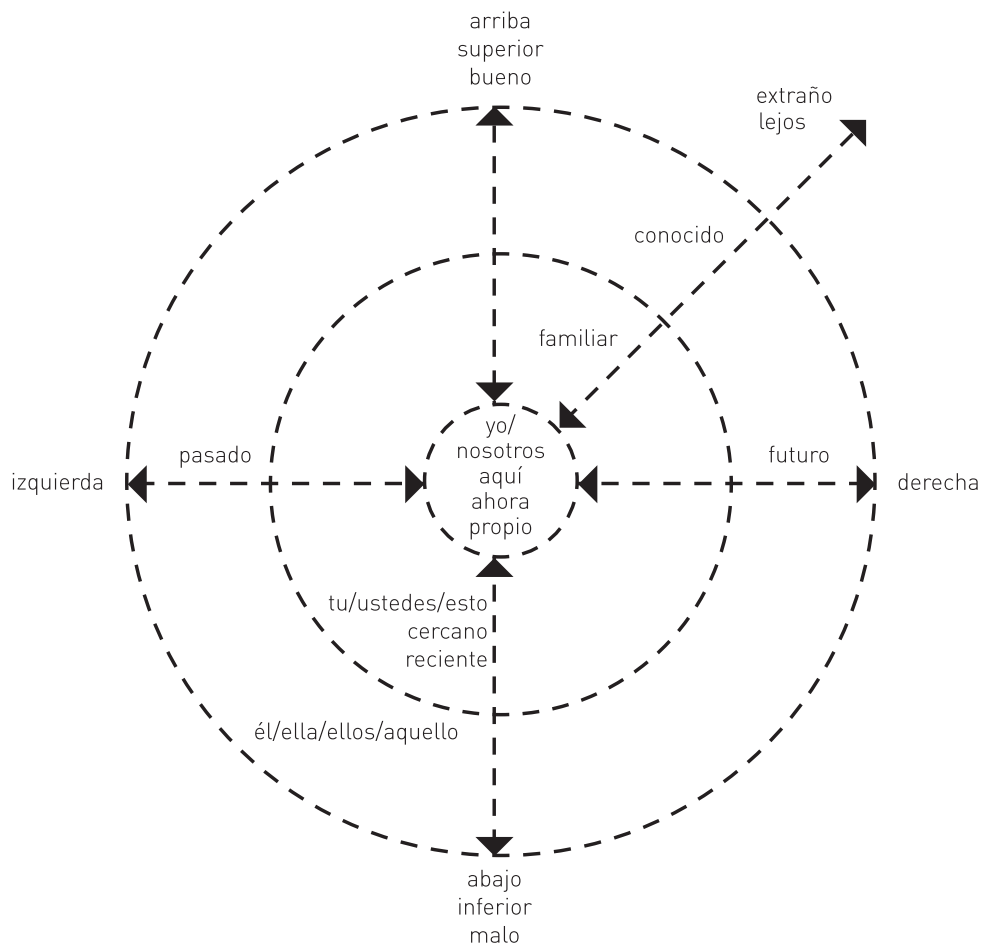 arriba
superior
bueno
extraño
lejos
conocido
familiar
yo/
nosotros
aquí
ahora
propio
pasado
futuro
izquierda
derecha
tu/ustedes/esto
cercano
reciente
él/ella/ellos/aquello
abajo
inferior
malo